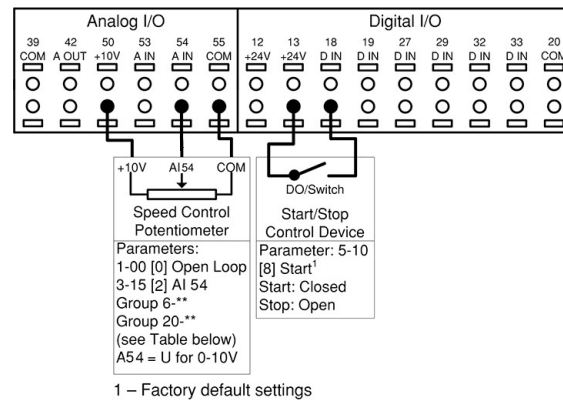 Analog I/O Digital I/O
39 42 50 53 54 55 12 13 18 19 27 29 32 33 20
COM A OUT +10V A IN A IN COM +24V +24V D IN D IN D IN D IN D IN D IN COM
+10V AI54 COM
DO/Switch
Speed Control
Potentiometer
Start/Stop
Control Device
Parameters:
1-00 [0] Open Loop
3-15 [2] AI 54
Group 6-**
Group 20-**
(see Table below)
A54 = U for 0-10V
Parameter: 5-10
[8] Start¹
Start: Closed
Stop: Open
1 – Factory default settings